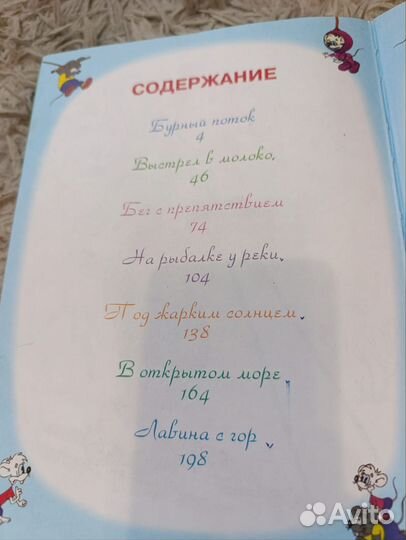 СОДЕРЖАНИЕ
Бурный поток
4
Выстрел в молоко.
46
Бег с препятствием
74
На рыбалке у реки.
104
Под жарким солнцем.
138
В открытом море.
164
Лавина с гор
198
Avito